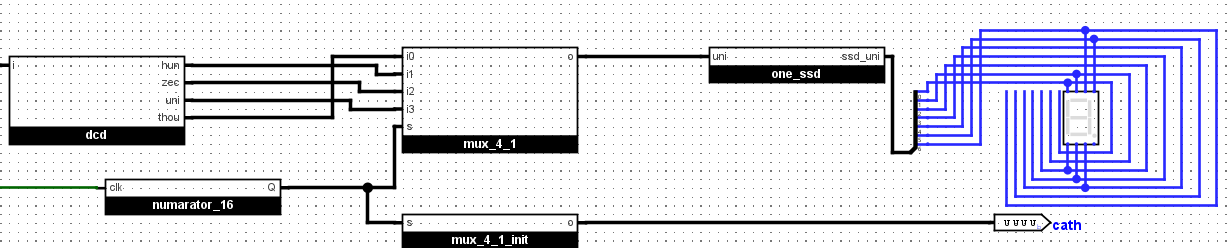 i
hun
zec
uni
thou
dcd
i0
i1
i2
i3
s
o
mux_4_1
uni
ssd_uni
one_ssd
clk
Q
numarator_16
s
o
mux_4_1_init
UUUU
cath